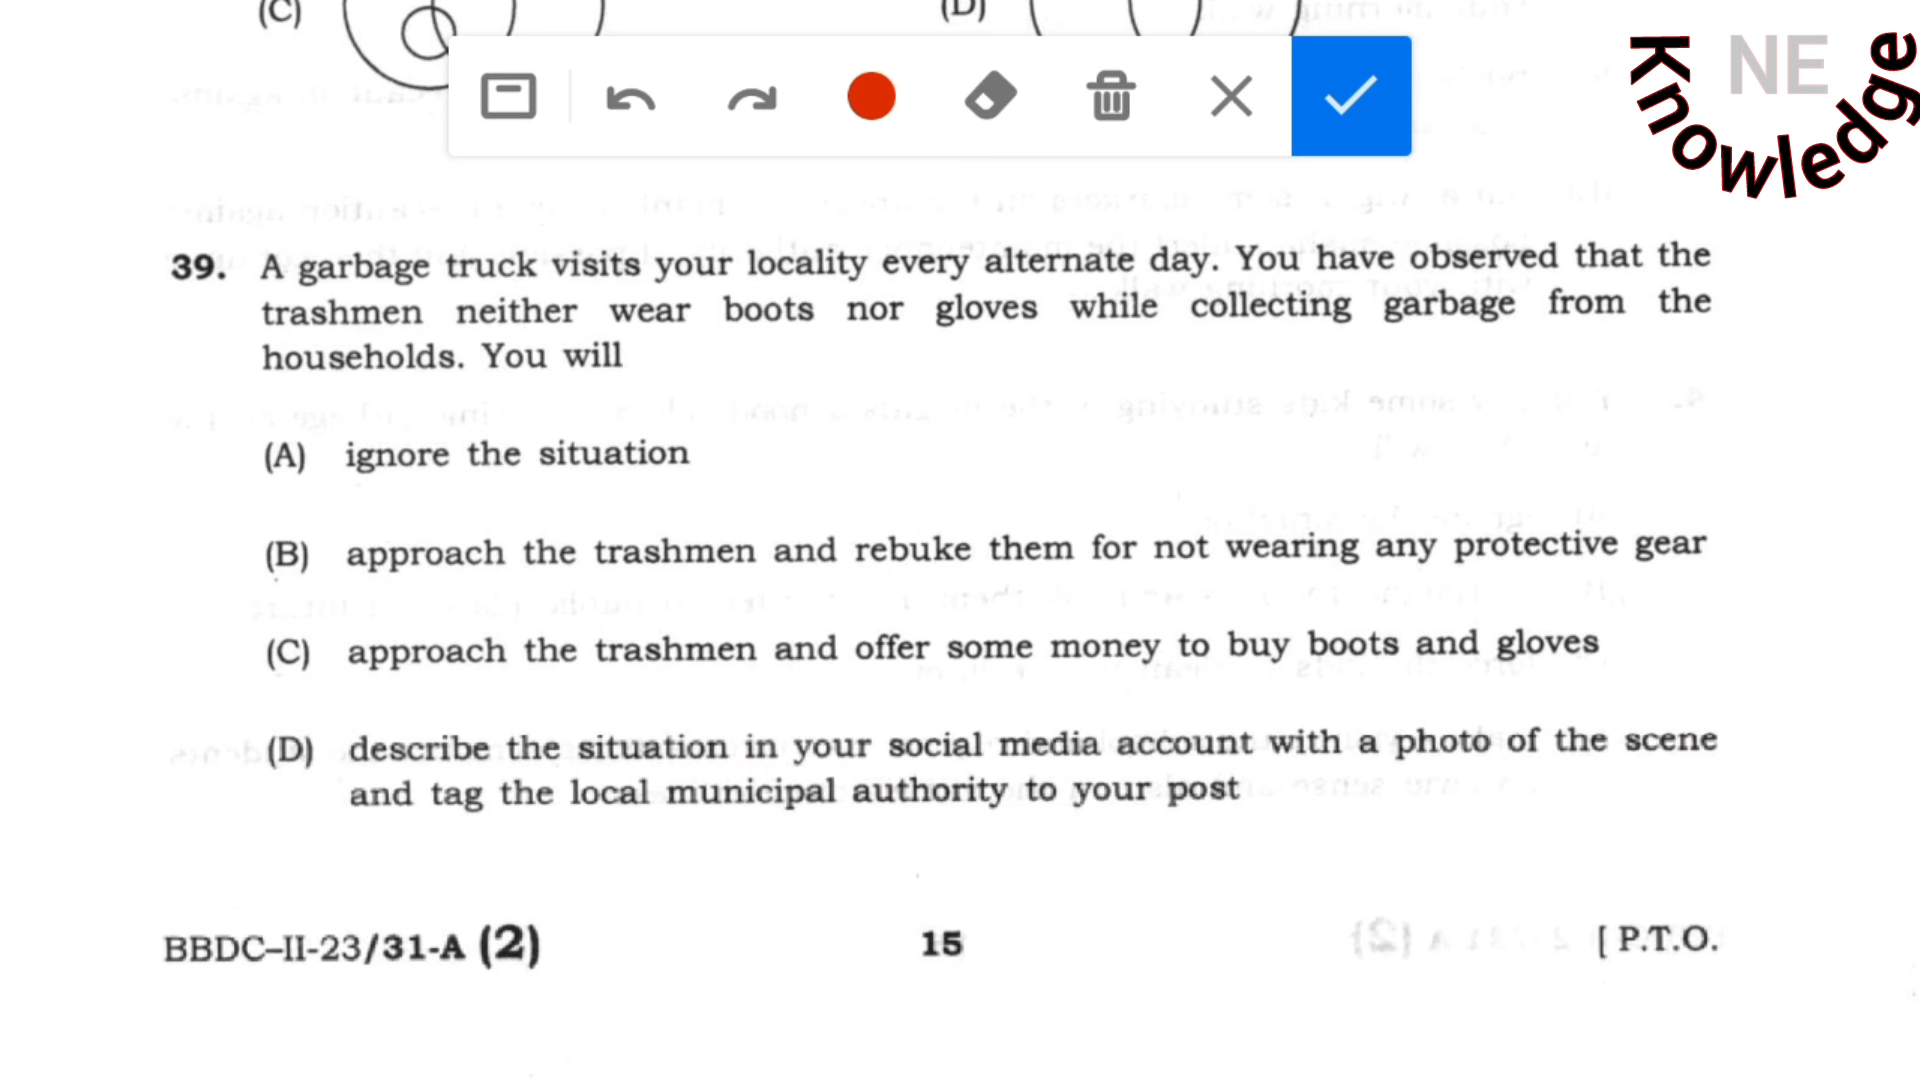 (C) (D)
NE
Knowledge
39. A garbage truck visits your locality every alternate day. You have observed that the
trashmen neither wear boots nor gloves while collecting garbage from the
households. You will
(A) ignore the situation
(B) approach the trashmen and rebuke them for not wearing any protective gear
(C) approach the trashmen and offer some money to buy boots and gloves
(D) describe the situation in your social media account with a photo of the scene
and tag the local municipal authority to your post
BBDC–II-23/31-A (2) 15 [ P.T.O.